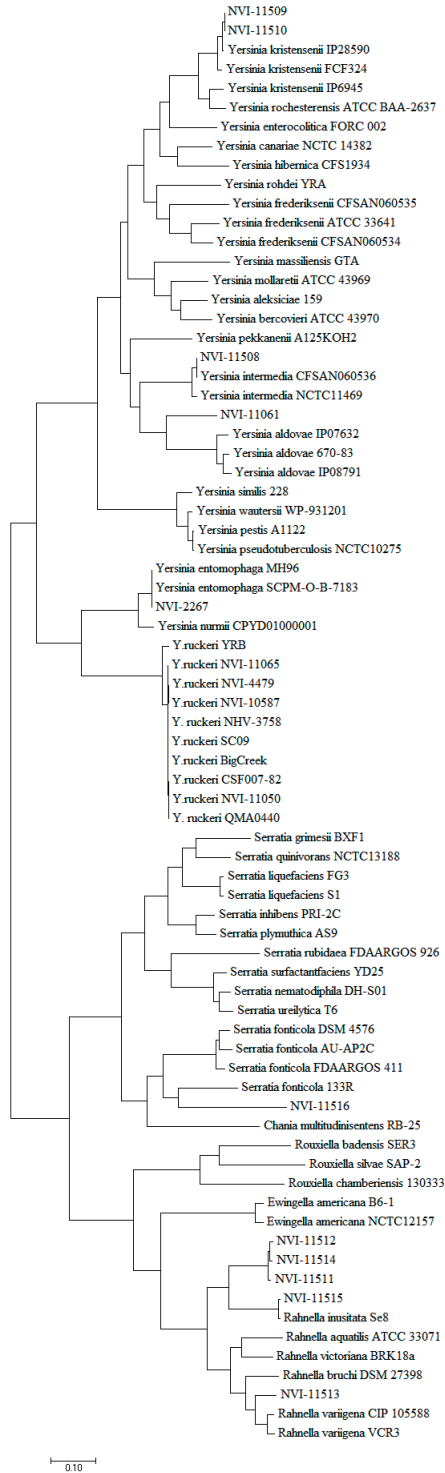 NVI-11509
NVI-11510
Yersinia kristensenii IP28590
Yersinia kristensenii FCF324
Yersinia kristensenii IP6945
Yersinia rochesterensis ATCC BAA-2637
Yersinia enterocolitica FORC 002
Yersinia canariae NCTC 14382
Yersinia hibernica CFS1934
Yersinia rohdei YRA
Yersinia frederiksenii CFSAN060535
Yersinia frederiksenii ATCC 33641
Yersinia frederiksenii CFSAN060534
Yersinia massiliensis GTA
Yersinia mollaretii ATCC 43969
Yersinia aleksiciae 159
Yersinia bercovieri ATCC 43970
Yersinia pekkanenii A125KOH2
NVI-11508
Yersinia intermedia CFSAN060536
Yersinia intermedia NCTC11469
NVI-11061
Yersinia aldovae IP07632
Yersinia aldovae 670-83
Yersinia aldovae IP08791
Yersinia similis 228
Yersinia wautersii WP-931201
Yersinia pestis A1122
Yersinia pseudotuberculosis NCTC10275
Yersinia entomophaga MH96
Yersinia entomophaga SCPM-O-B-7183
NVI-2267
Yersinia nurmii CPYD01000001
Y.ruckeri YRB
Y.ruckeri NVI-11065
Y.ruckeri NVI-4479
Y.ruckeri NVI-10587
Y. ruckeri NHV-3758
Y.ruckeri SC09
Y.ruckeri BigCreek
Y.ruckeri CSF007-82
Y.ruckeri NVI-11050
Y. ruckeri QMA0440
Serratia grimesii BXF1
Serratia quinivorans NCTC13188
Serratia liquefaciens FG3
Serratia liquefaciens S1
Serratia inhibens PRI-2C
Serratia plymuthica AS9
Serratia rubidaea FDAARGOS 926
Serratia surfactantfaciens YD25
Serratia nematodiphila DH-S01
Serratia ureilytica T6
Serratia fonticola DSM 4576
Serratia fonticola AU-AP2C
Serratia fonticola FDAARGOS 411
Serratia fonticola 133R
NVI-11516
Chania multitudinisentens RB-25
Rouxiella badensis SER3
Rouxiella silvae SAP-2
Rouxiella chamberiensis 130333
Ewingella americana B6-1
Ewingella americana NCTC12157
NVI-11512
NVI-11514
NVI-11511
NVI-11515
Rahnella inusitata Se8
Rahnella aquatilis ATCC 33071
Rahnella victoriana BRK18a
Rahnella bruchi DSM 27398
NVI-11513
Rahnella variigena CIP 105588
Rahnella variigena VCR3
0.10